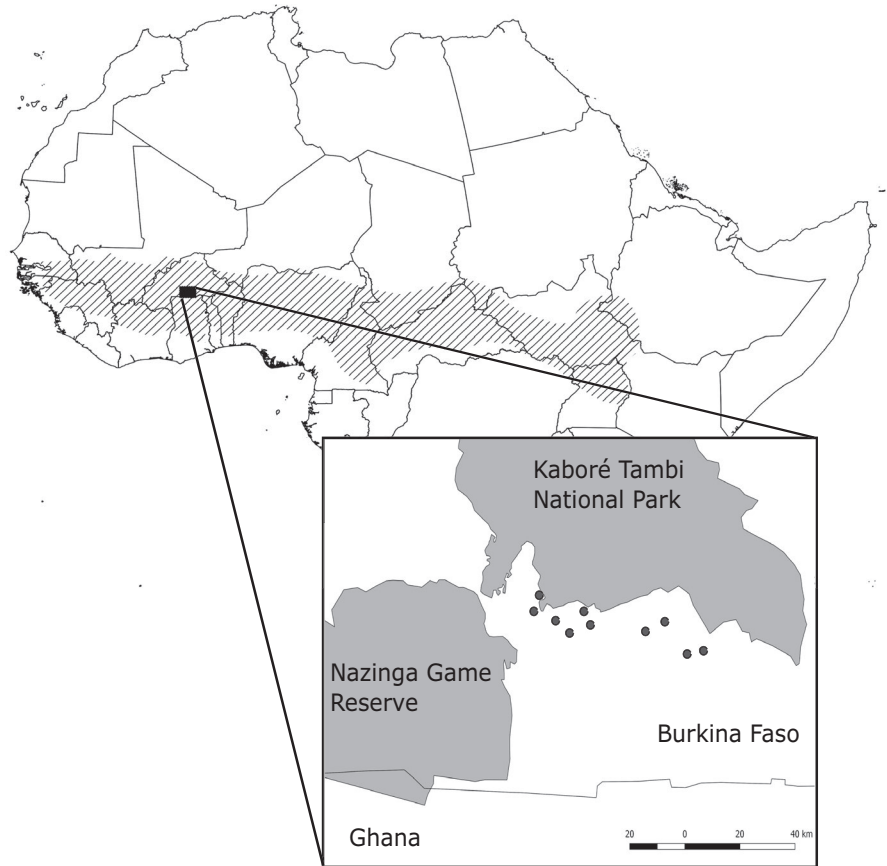 Kaboré Tambi
National Park
Nazinga Game
Reserve
Burkina Faso
Ghana
20 0 20 40 km